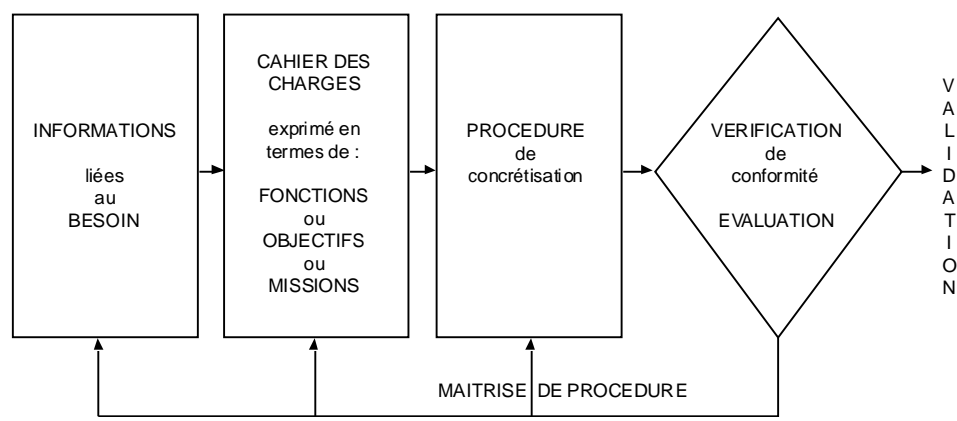 INFORMATIONS
liées
au
BESOIN
CAHIER DES
CHARGES
exprimé en
termes de :
FONCTIONS
ou
OBJECTIFS
ou
MISSIONS
PROCEDURE
de
concrétisation
VERIFICATION
de
conformité
EVALUATION
VALIDATION
MAITRISE DE PROCEDURE